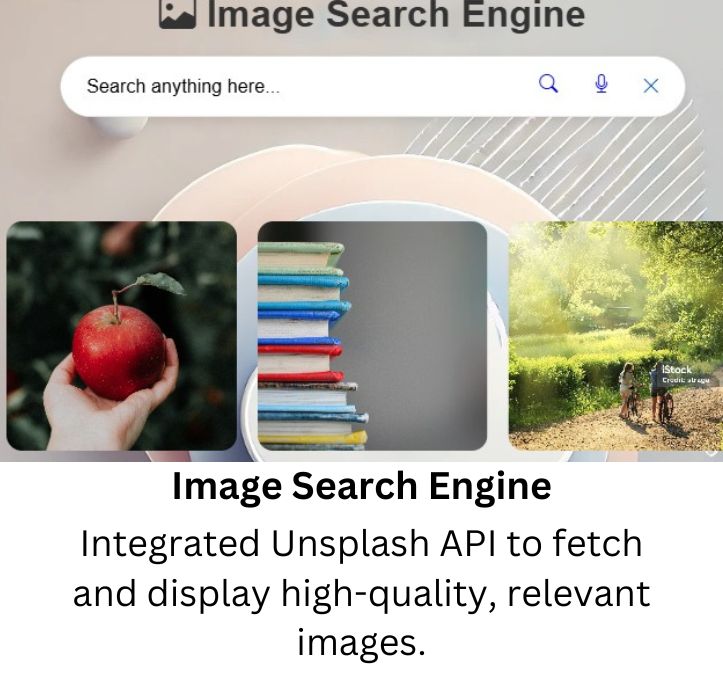 Image Search Engine
Search anything here...
iStock
Credit: atraga
Image Search Engine
Integrated Unsplash API to fetch
and display high-quality, relevant
images.